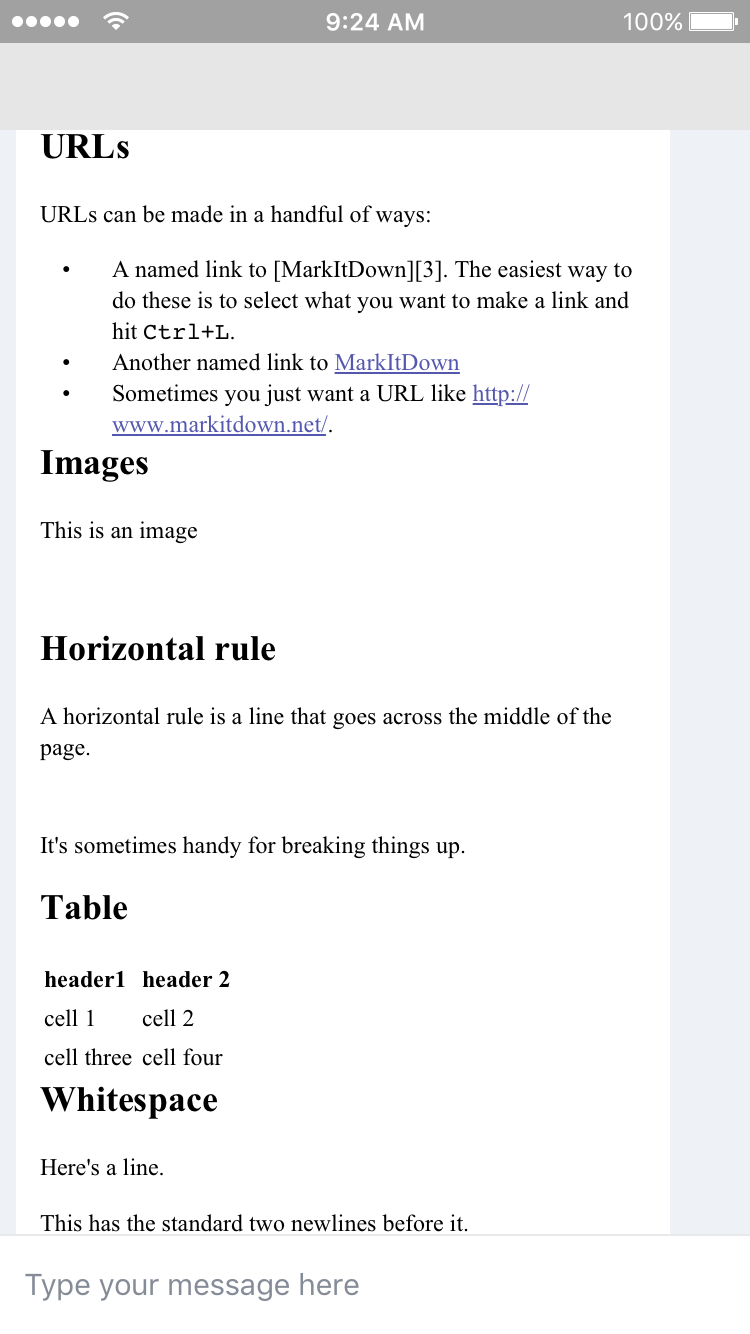 9:24 AM 100%
URLs
URLs can be made in a handful of ways:
• A named link to [MarkItDown][3]. The easiest way to
do these is to select what you want to make a link and
hit Ctrl+L.
• Another named link to MarkItDown
• Sometimes you just want a URL like http://
www.markitdown.net/.
Images
This is an image
Horizontal rule
A horizontal rule is a line that goes across the middle of the
page.
It's sometimes handy for breaking things up.
Table
header1 header 2
cell 1 cell 2
cell three cell four
Whitespace
Here's a line.
This has the standard two newlines before it.
Type your message here